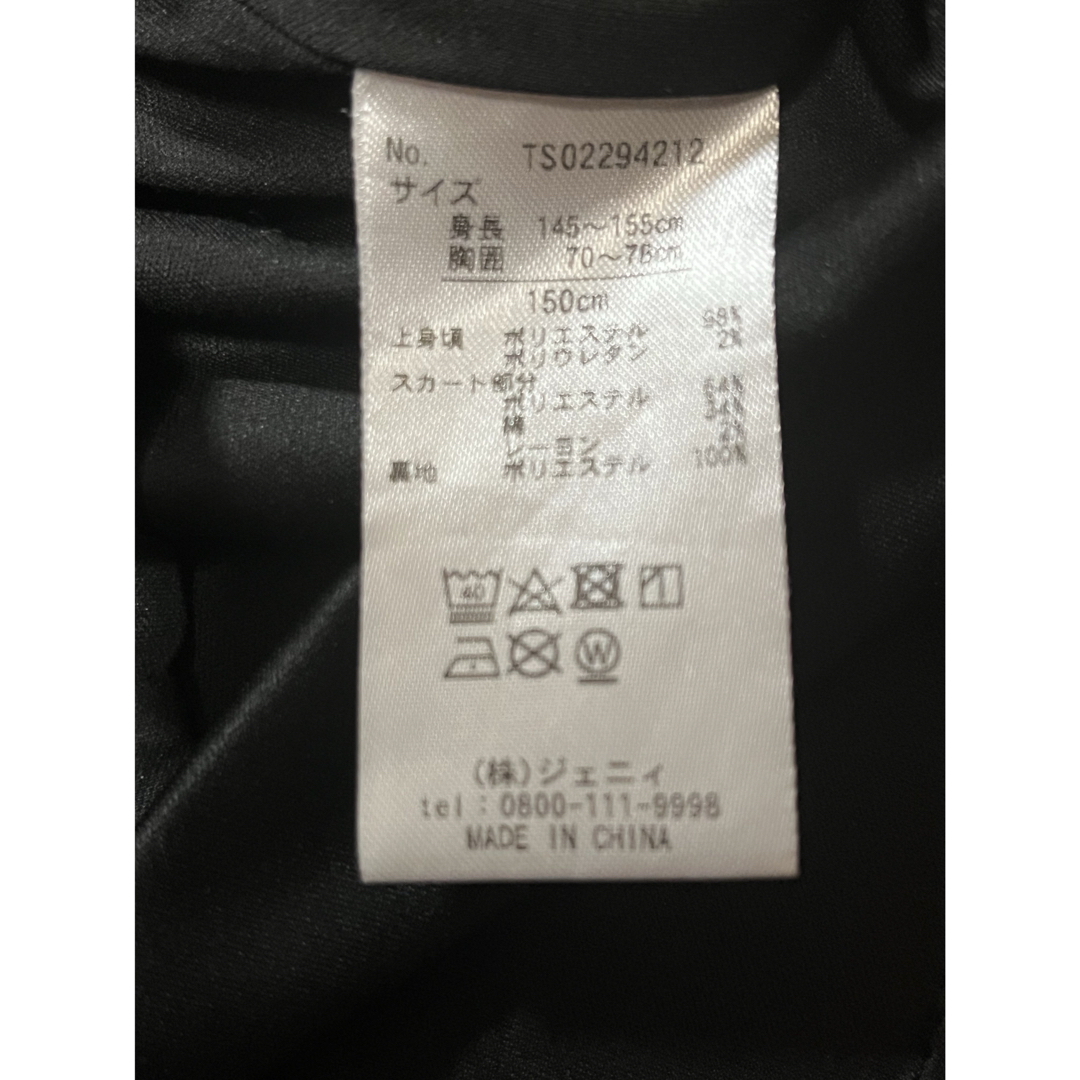 No. TS02294212
サイズ
身長 145～155cm
胸囲 70～76cm
150cm
上身頃 ポリエステル 98%
ポリウレタン 2%
スカート部分
ポリエステル 64%
綿 34%
レーヨン 2%
裏地 ポリエステル 100%
40
W
(株)ジェニィ
tel：0800-111-9998
MADE IN CHINA